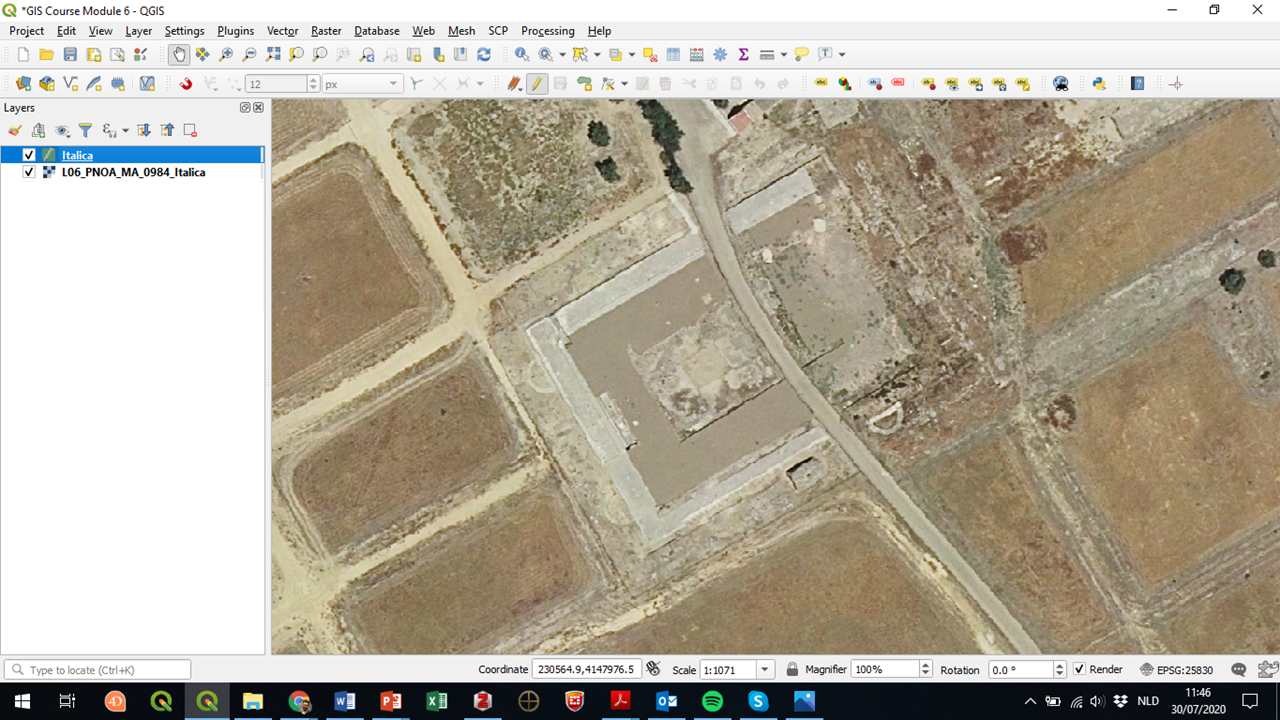 *GIS Course Module 6 - QGIS
Project Edit View Layer Settings Plugins Vector Raster Database Web Mesh SCP Processing Help
12 px
Layers
Italica
L06_PNOA_MA_0984_Italica
Type to locate (Ctrl+K) Coordinate 230564.9,4147976.5 Scale 1:1071 Magnifier 100% Rotation 0.0 ° Render EPSG:25830
NLD 11:46
30/07/2020